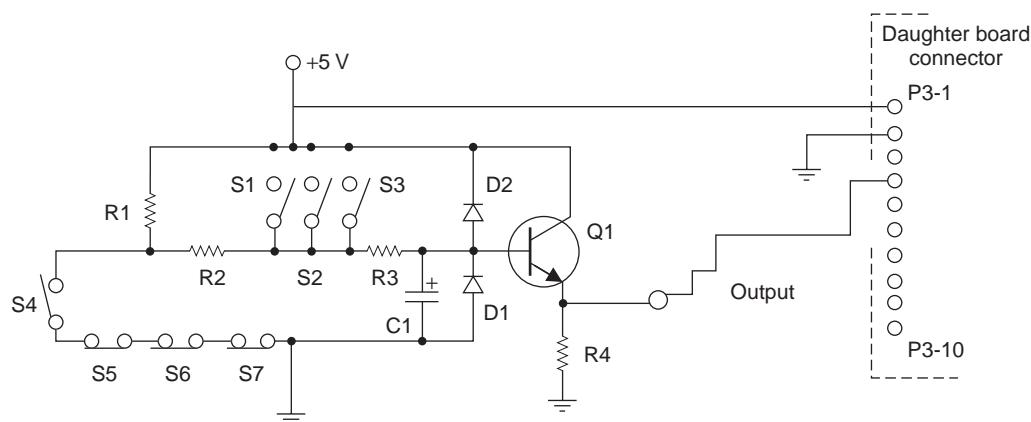 Daughter board
connector
+5 V
P3-1
S1
S3
D2
R1
Q1
R2
S2
R3
S4
+
C1
D1
Output
S5
S6
S7
R4
P3-10